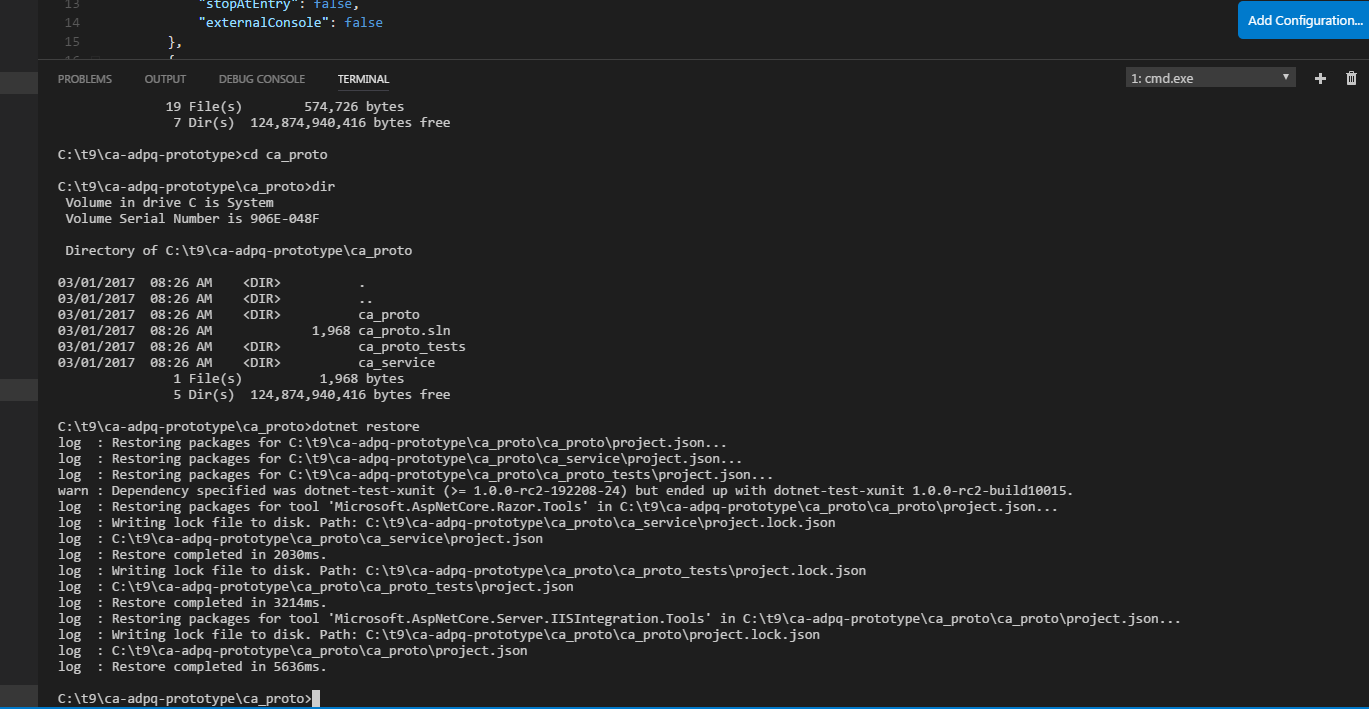 13 "stopAtEntry": false,
14 "externalConsole": false
15 },
16 {
Add Configuration...
PROBLEMS OUTPUT DEBUG CONSOLE TERMINAL 1: cmd.exe
19 File(s) 574,726 bytes
7 Dir(s) 124,874,940,416 bytes free
C:\t9\ca-adpq-prototype>cd ca_proto
C:\t9\ca-adpq-prototype\ca_proto>dir
Volume in drive C is System
Volume Serial Number is 906E-048F
Directory of C:\t9\ca-adpq-prototype\ca_proto
03/01/2017 08:26 AM <DIR> .
03/01/2017 08:26 AM <DIR> ..
03/01/2017 08:26 AM <DIR> ca_proto
03/01/2017 08:26 AM 1,968 ca_proto.sln
03/01/2017 08:26 AM <DIR> ca_proto_tests
03/01/2017 08:26 AM <DIR> ca_service
1 File(s) 1,968 bytes
5 Dir(s) 124,874,940,416 bytes free
C:\t9\ca-adpq-prototype\ca_proto>dotnet restore
log : Restoring packages for C:\t9\ca-adpq-prototype\ca_proto\ca_proto\project.json...
log : Restoring packages for C:\t9\ca-adpq-prototype\ca_proto\ca_service\project.json...
log : Restoring packages for C:\t9\ca-adpq-prototype\ca_proto\ca_proto_tests\project.json...
warn : Dependency specified was dotnet-test-xunit (>= 1.0.0-rc2-192208-24) but ended up with dotnet-test-xunit 1.0.0-rc2-build10015.
log : Restoring packages for tool 'Microsoft.AspNetCore.Razor.Tools' in C:\t9\ca-adpq-prototype\ca_proto\ca_proto\project.json...
log : Writing lock file to disk. Path: C:\t9\ca-adpq-prototype\ca_proto\ca_service\project.lock.json
log : C:\t9\ca-adpq-prototype\ca_proto\ca_service\project.json
log : Restore completed in 2030ms.
log : Writing lock file to disk. Path: C:\t9\ca-adpq-prototype\ca_proto\ca_proto_tests\project.lock.json
log : C:\t9\ca-adpq-prototype\ca_proto\ca_proto_tests\project.json
log : Restore completed in 3214ms.
log : Restoring packages for tool 'Microsoft.AspNetCore.Server.IISIntegration.Tools' in C:\t9\ca-adpq-prototype\ca_proto\ca_proto\project.json...
log : Writing lock file to disk. Path: C:\t9\ca-adpq-prototype\ca_proto\ca_proto\project.lock.json
log : C:\t9\ca-adpq-prototype\ca_proto\ca_proto\project.json
log : Restore completed in 5636ms.
C:\t9\ca-adpq-prototype\ca_proto>